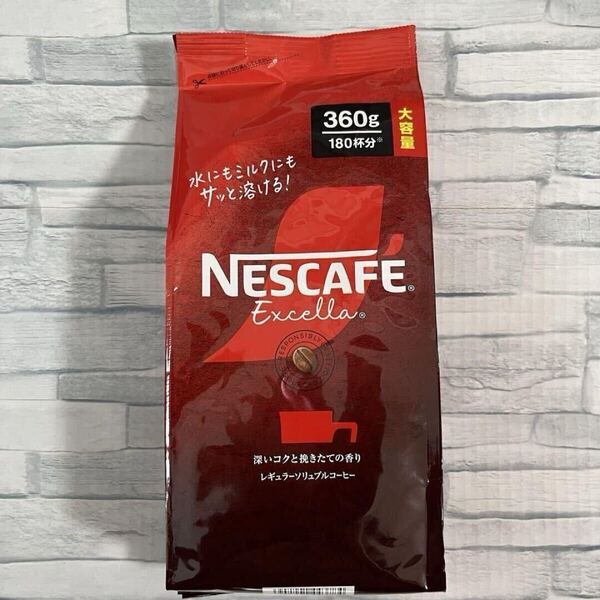 360g
180杯分※
大容量
水にもミルクにも
サッと溶ける!
NESCAFÉ®
Excella®
RESPONSIBLY
深いコクと挽きたての香り
レギュラーソリュブルコーヒー